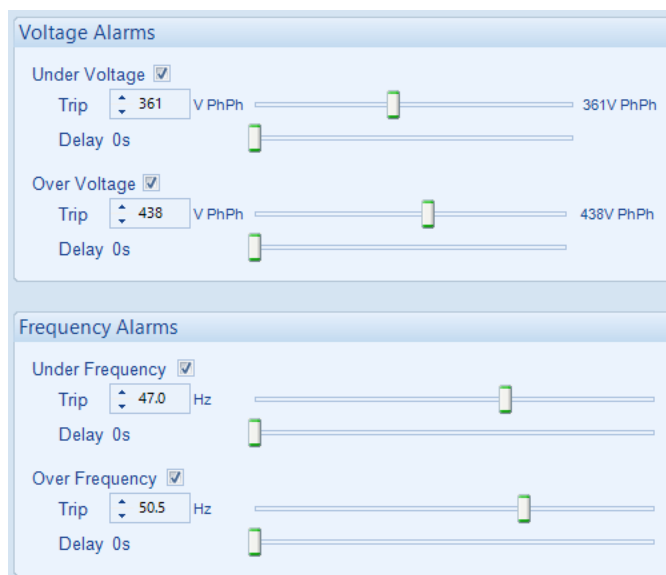 Voltage Alarms
Under Voltage
Trip 361 V PhPh 361V PhPh
Delay 0s
Over Voltage
Trip 438 V PhPh 438V PhPh
Delay 0s
Frequency Alarms
Under Frequency
Trip 47.0 Hz
Delay 0s
Over Frequency
Trip 50.5 Hz
Delay 0s